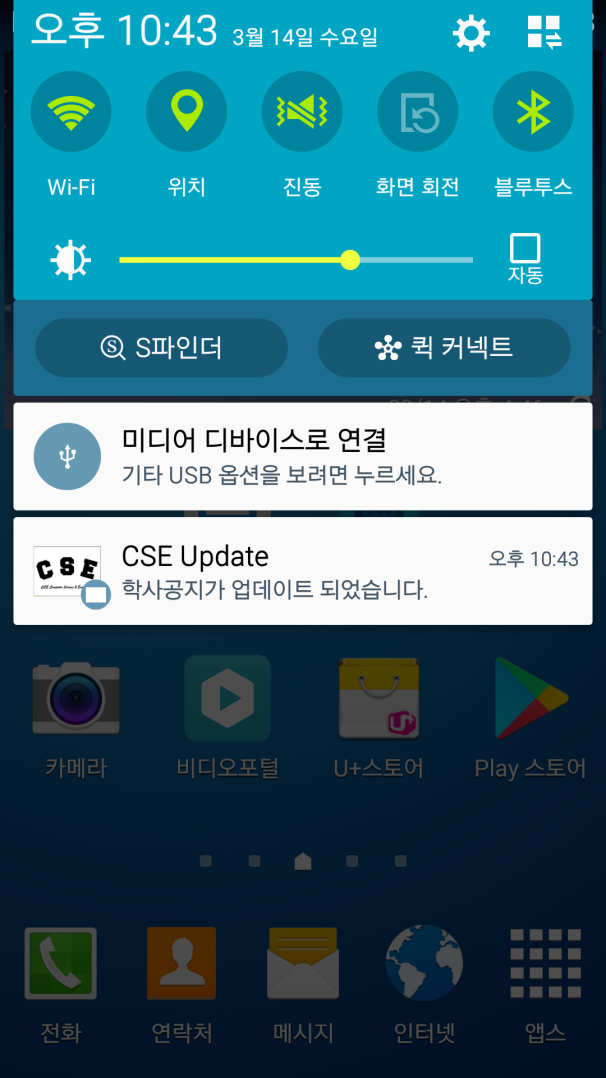 오후 10:43 3월 14일 수요일
Wi-Fi 위치 진동 화면 회전 블루투스
자동
S파인더 퀵 커넥트
미디어 디바이스로 연결
기타 USB 옵션을 보려면 누르세요.
CSE
CSE Update 오후 10:43
학사공지가 업데이트 되었습니다.
카메라 비디오포털 U+스토어 Play 스토어
전화 연락처 메시지 인터넷 앱스